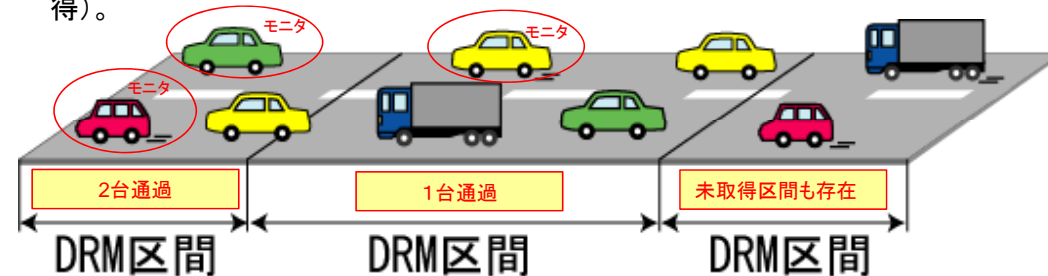 得)。
モニタ
モニタ
モニタ
2台通過
1台通過
未取得区間も存在
DRM区間
DRM区間
DRM区間